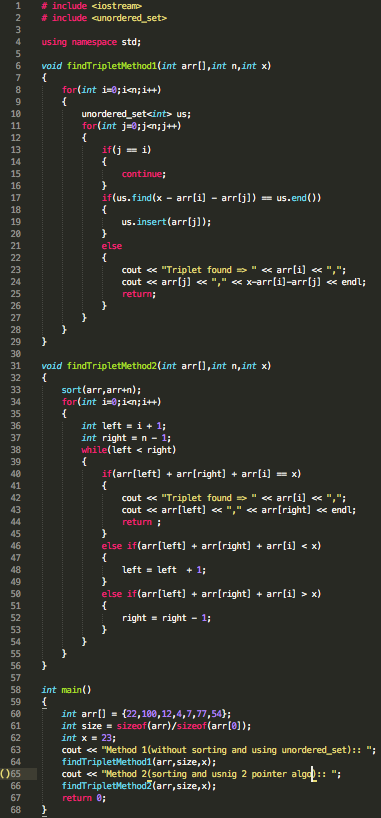 1 # include <iostream>
2 # include <unordered_set>
3
4 using namespace std;
5
6 void findTripletMethod1(int arr[],int n,int x)
7 {
8 for(int i=0;i<n;i++)
9 {
10 unordered_set<int> us;
11 for(int j=0;j<n;j++)
12 {
13 if(j == i)
14 {
15 continue;
16 }
17 if(us.find(x - arr[i] - arr[j]) == us.end())
18 {
19 us.insert(arr[j]);
20 }
21 else
22 {
23 cout << "Triplet found => " << arr[i] << ",";
24 cout << arr[j] << "," << x-arr[i]-arr[j] << endl;
25 return;
26 }
27 }
28 }
29 }
30
31 void findTripletMethod2(int arr[],int n,int x)
32 {
33 sort(arr,arr+n);
34 for(int i=0;i<n;i++)
35 {
36 int left = i + 1;
37 int right = n - 1;
38 while(left < right)
39 {
40 if(arr[left] + arr[right] + arr[i] == x)
41 {
42 cout << "Triplet found => " << arr[i] << ",";
43 cout << arr[left] << "," << arr[right] << endl;
44 return ;
45 }
46 else if(arr[left] + arr[right] + arr[i] < x)
47 {
48 left = left  + 1;
49 }
50 else if(arr[left] + arr[right] + arr[i] > x)
51 {
52 right = right - 1;
53 }
54 }
55 }
56 }
57
58 int main()
59 {
60 int arr[] = {22,100,12,4,7,77,54};
61 int size = sizeof(arr)/sizeof(arr[0]);
62 int x = 23;
63 cout << "Method 1(without sorting and using unordered_set):: ";
64 findTripletMethod1(arr,size,x);
()65 cout << "Method 2(sorting and usnig 2 pointer algo):: ";
66 findTripletMethod2(arr,size,x);
67 return 0;
68 }